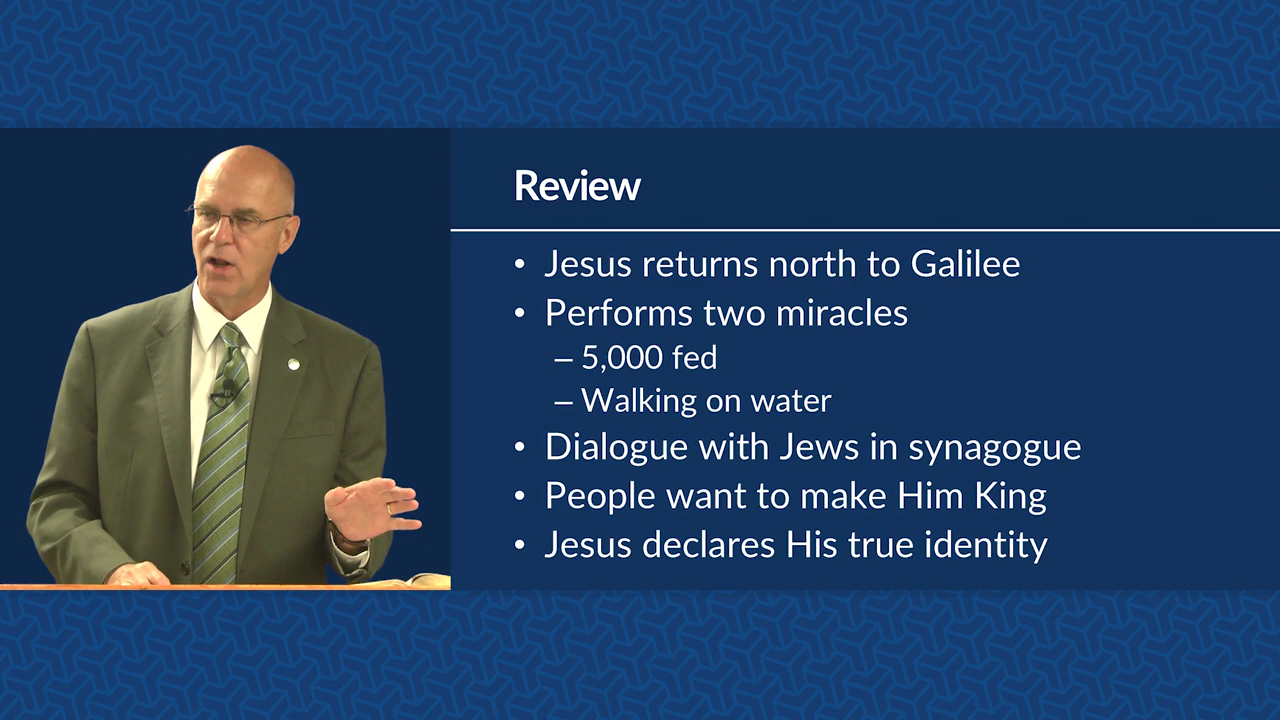 Review
• Jesus returns north to Galilee
• Performs two miracles
– 5,000 fed
– Walking on water
• Dialogue with Jews in synagogue
• People want to make Him King
• Jesus declares His true identity